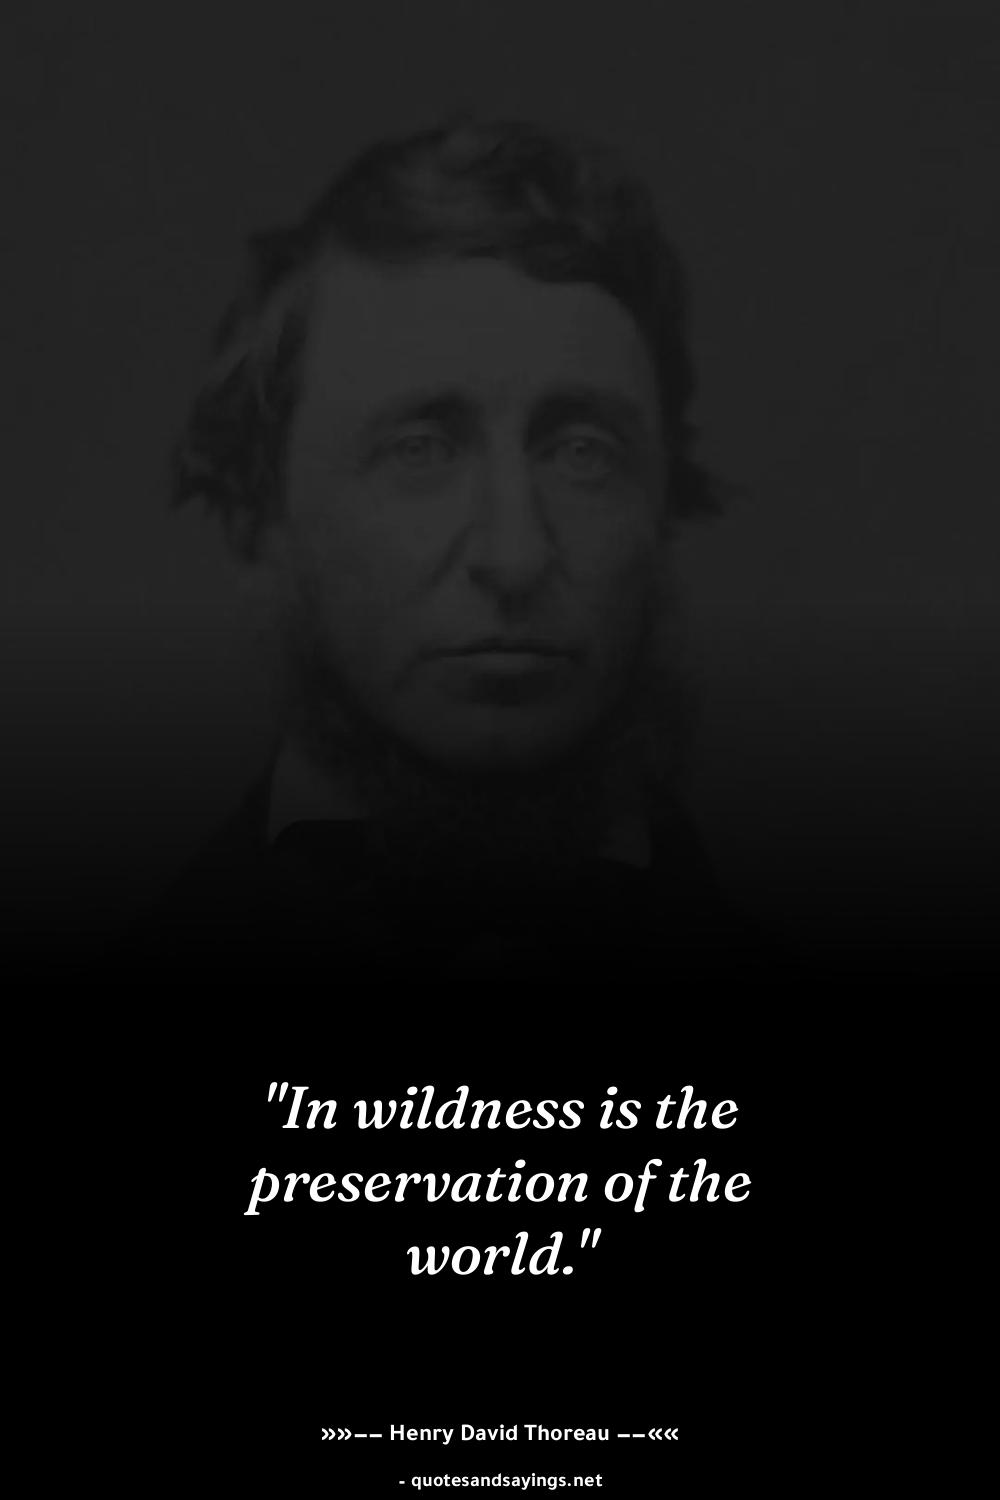 "In wildness is the
preservation of the
world."
»»–– Henry David Thoreau ––««
- quotesandsayings.net